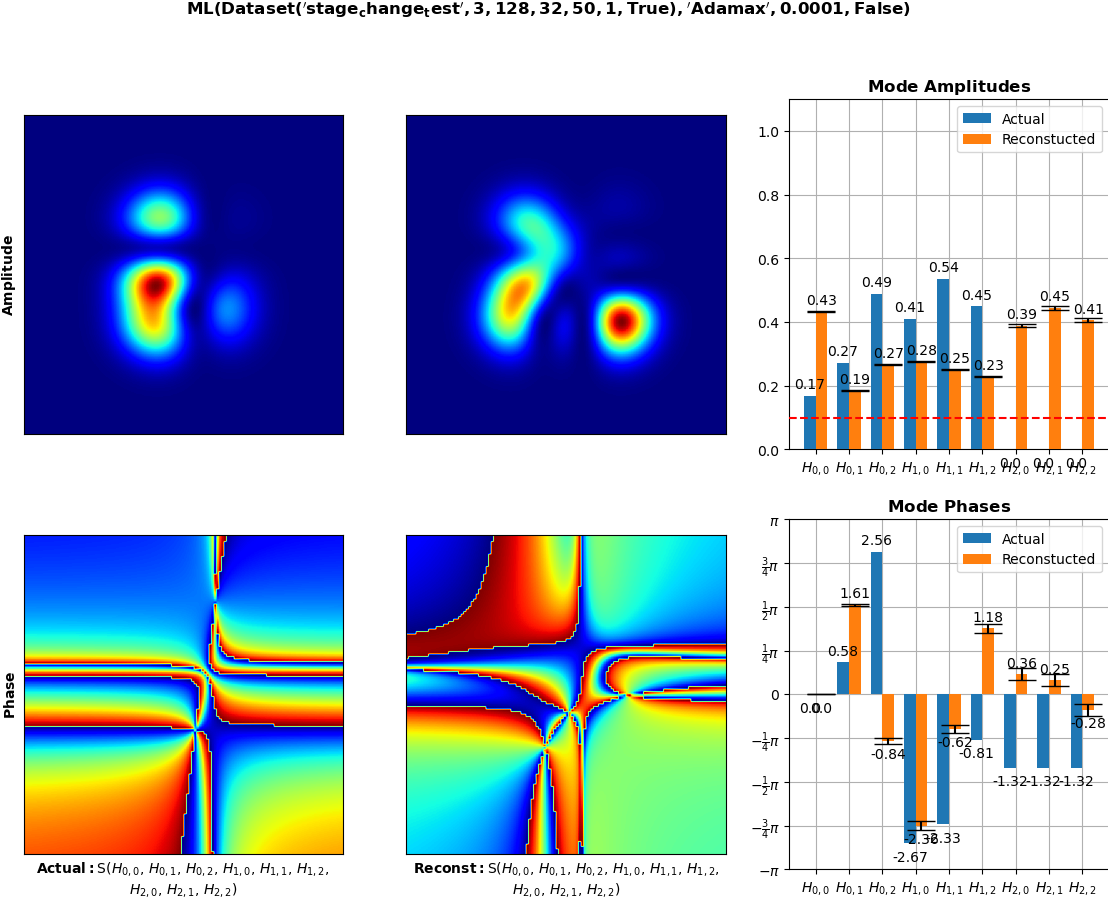 ML(Dataset('stage_change_test', 3, 128, 32, 50, 1, True), 'Adamax', 0.0001, False)
Mode Amplitudes
Actual
Reconstucted
1.0
0.8
0.6
0.4
0.2
0.0
0.17
0.43
0.27
0.19
0.49
0.27
0.41
0.28
0.54
0.25
0.45
0.23
0.0
0.39
0.0
0.45
0.0
0.41
H0,0 H0,1 H0,2 H1,0 H1,1 H1,2 H2,0 H2,1 H2,2
Amplitude
Mode Phases
Actual
Reconstucted
π
3/4π
1/2π
1/4π
0
−1/4π
−1/2π
−3/4π
−π
0.0
0.0
0.58
1.61
2.56
-0.84
-2.67
-2.33
-0.62
-0.81
1.18
-1.32
0.36
-1.32
0.25
-1.32
-0.28
H0,0 H0,1 H0,2 H1,0 H1,1 H1,2 H2,0 H2,1 H2,2
Phase
Actual: S(H0,0, H0,1, H0,2, H1,0, H1,1, H1,2,
H2,0, H2,1, H2,2)
Reconst: S(H0,0, H0,1, H0,2, H1,0, H1,1, H1,2,
H2,0, H2,1, H2,2)